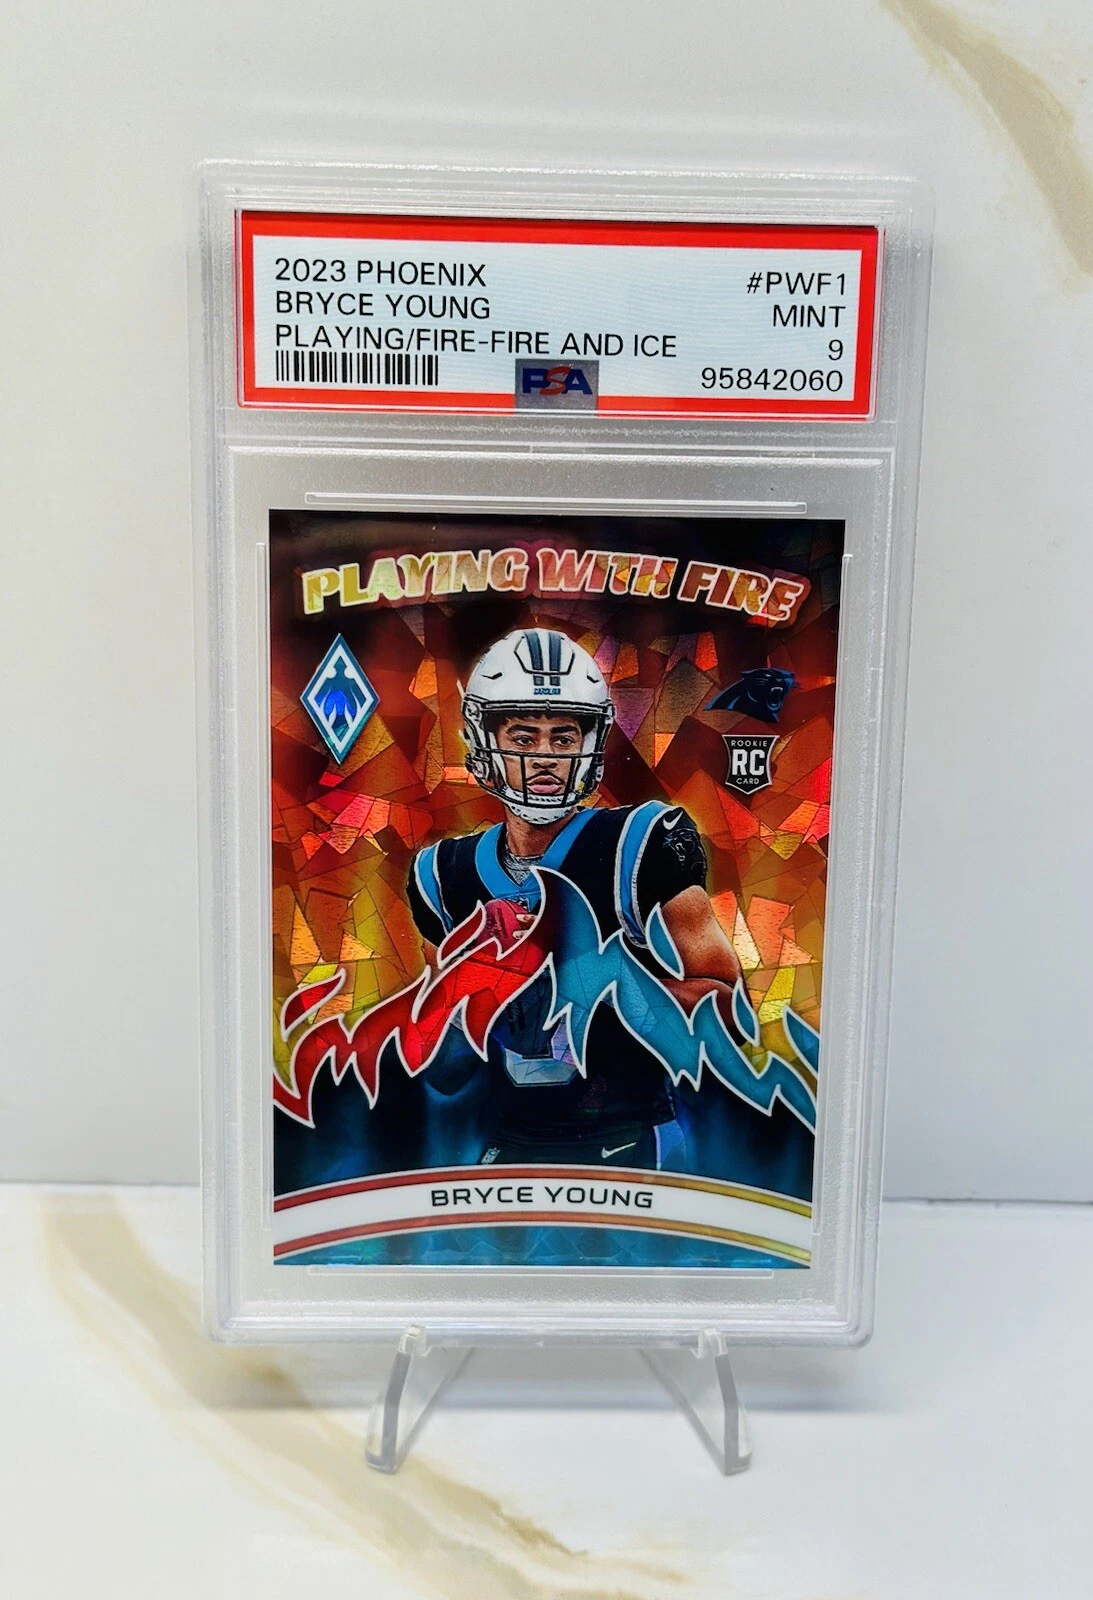 2023 PHOENIX #PWF1
BRYCE YOUNG MINT
PLAYING/FIRE-FIRE AND ICE 9
PSA 95842060
PLAYING WITH FIRE
CAROLINA
ROOKIE
RC
CARD
BRYCE YOUNG